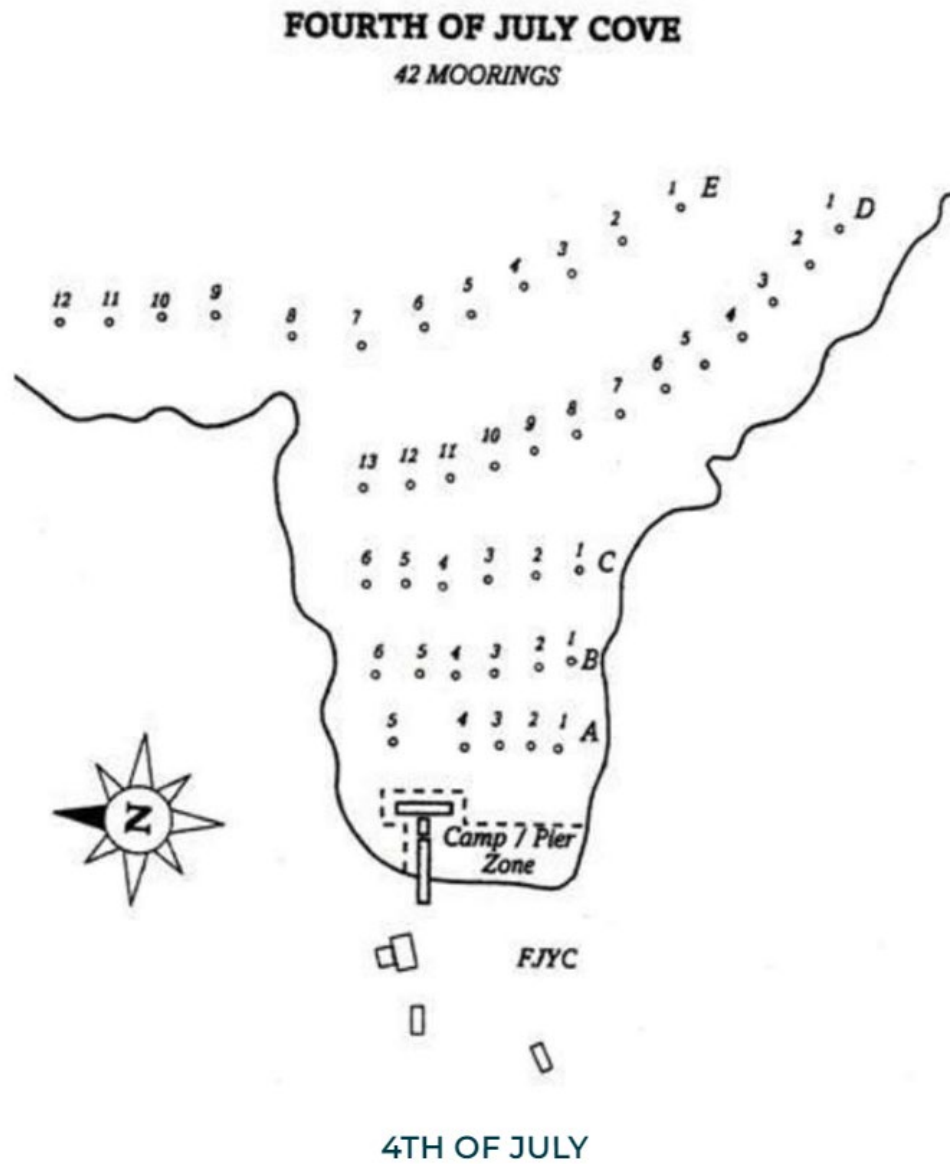 FOURTH OF JULY COVE
42 MOORINGS
1 E
2
3
4
5
6
7
8
9
10
11
12
1 D
2
3
4
5
6
7
8
9
10
11
12
13
6 5 4 3 2 1 C
6 5 4 3 2 1 B
5 4 3 2 1 A
N
Camp / Pier
Zone
FJYC
4TH OF JULY